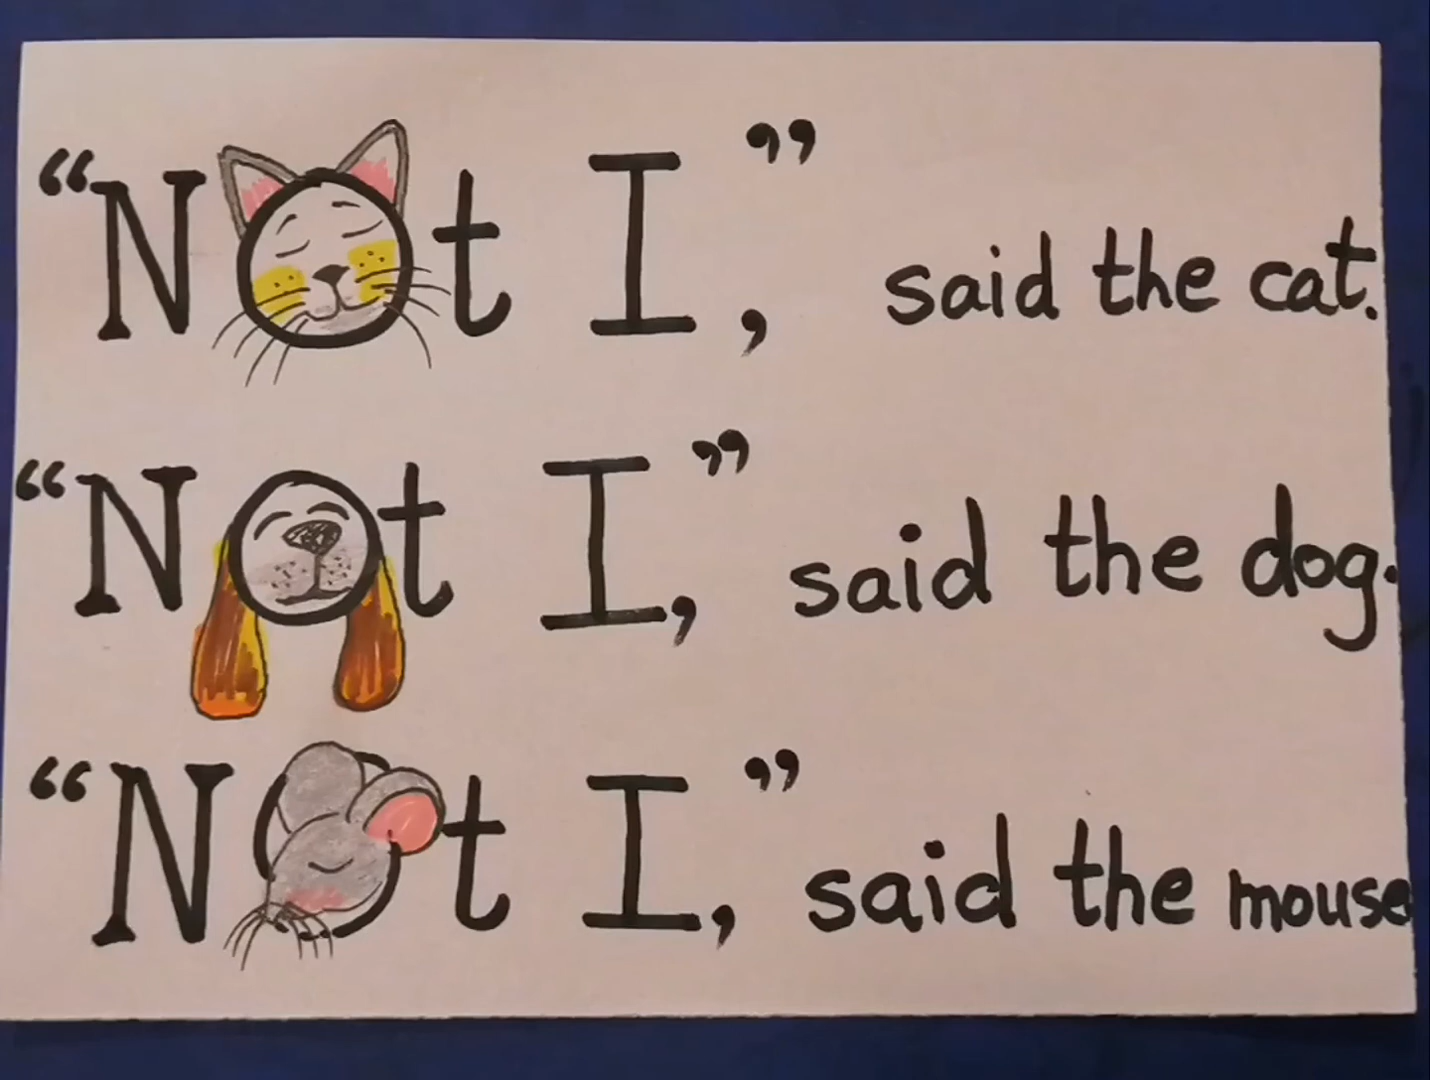 “Not I,” said the cat.
“Not I,” said the dog.
“Not I,” said the mouse